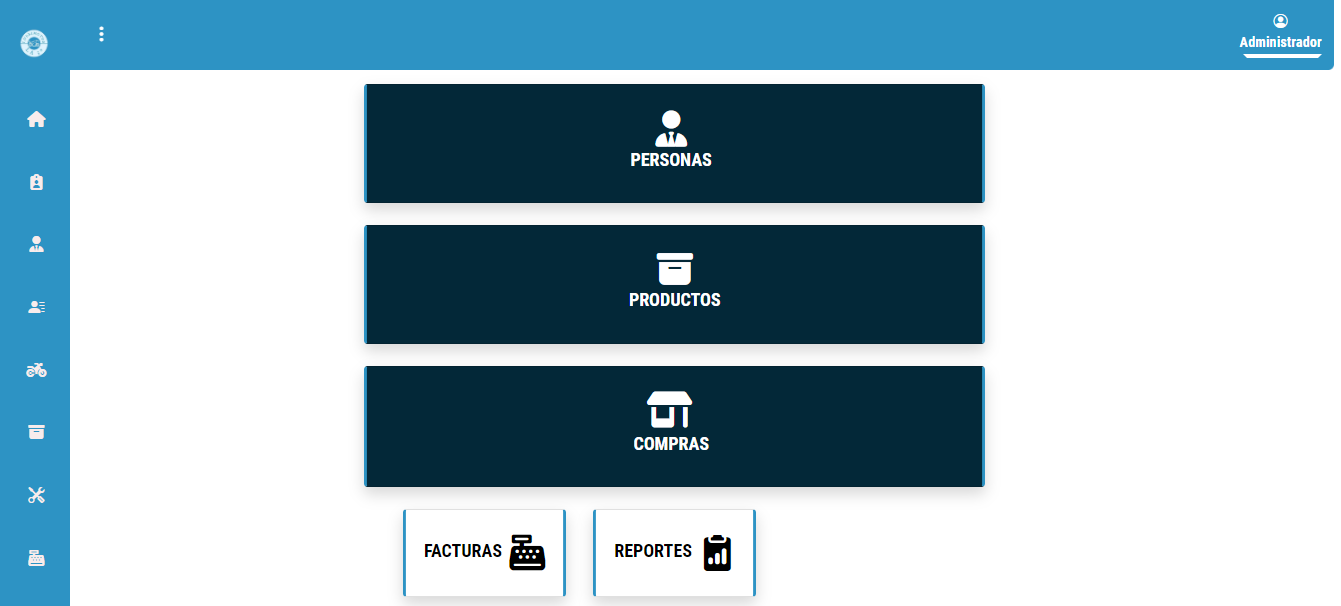 Administrador
PERSONAS
PRODUCTOS
COMPRAS
FACTURAS
REPORTES